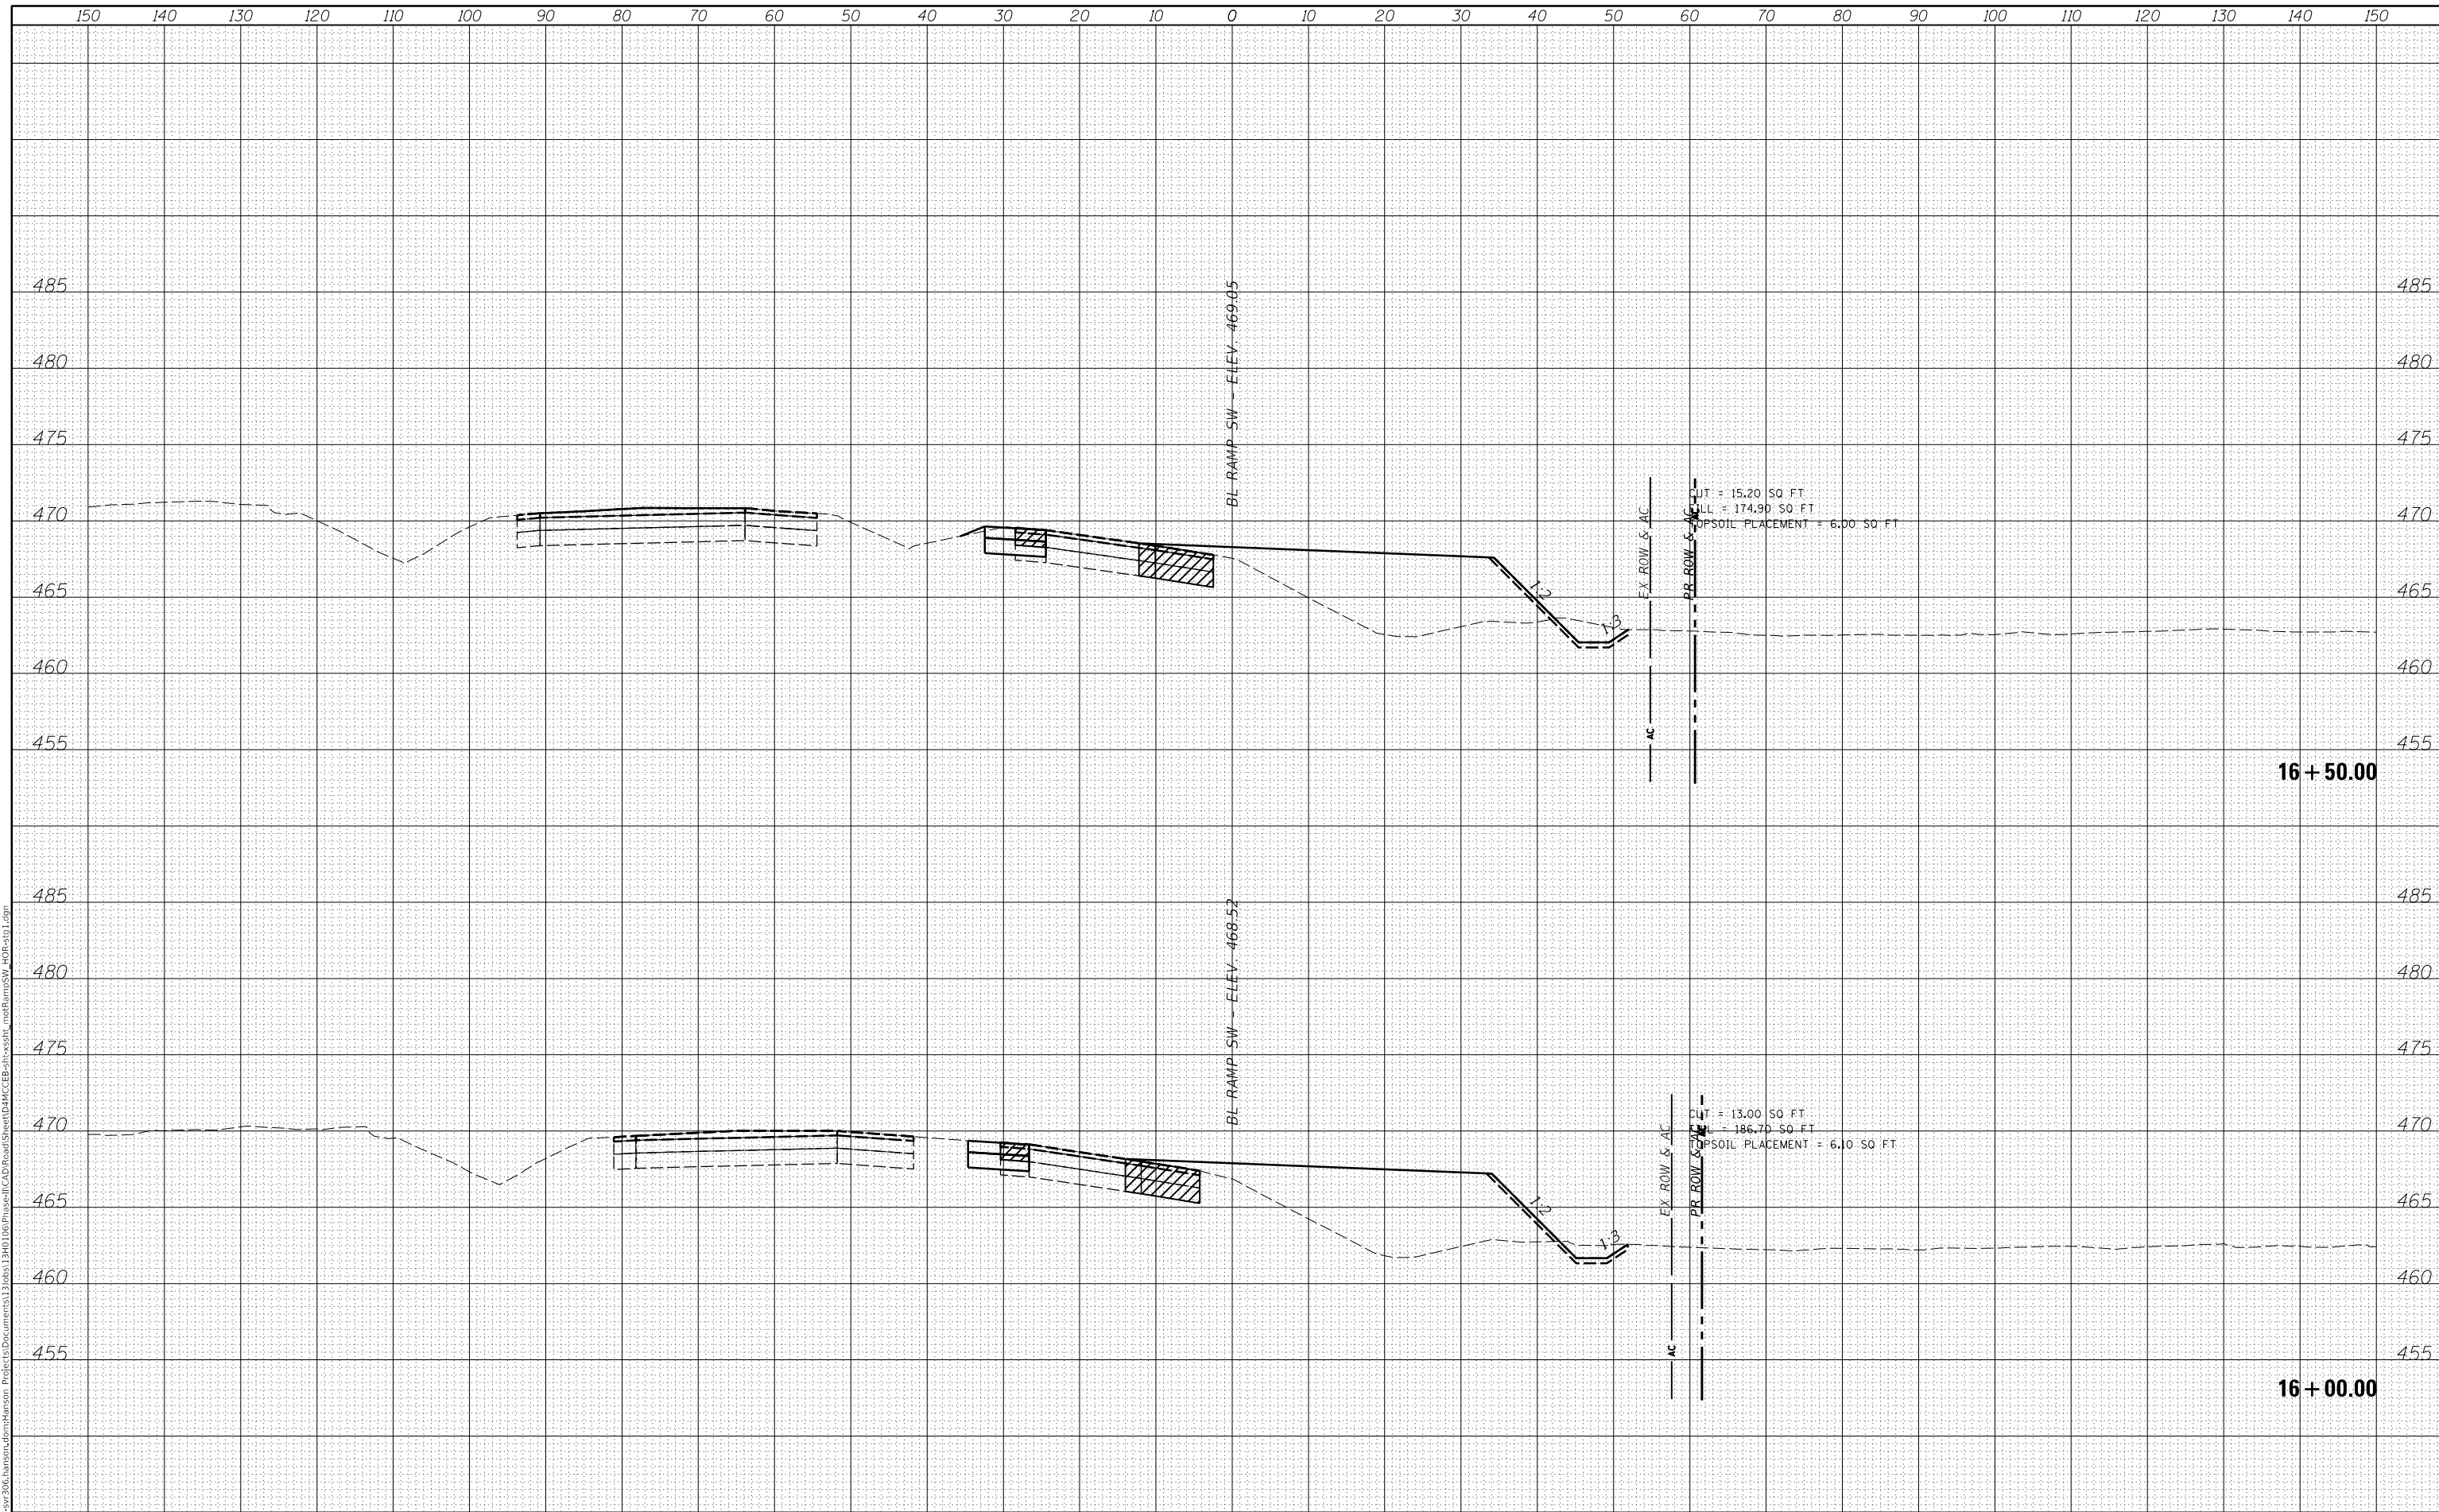 150 140 130 120 110 100 90 80 70 60 50 40 30 20 10 0 10 20 30 40 50 60 70 80 90 100 110 120 130 140 150
485 485
BL RAMP SW - ELEV. 469.05
480 480
475 475
CUT = 15.20 SQ FT
FILL = 174.90 SQ FT
TOPSOIL PLACEMENT = 6.00 SQ FT
470 470
EX ROW & AC
PR ROW & AC
AC
465 465
1:2
1:3
460 460
455 455
AC
16+50.00
485 485
BL RAMP SW - ELEV. 468.52
480 480
475 475
CUT = 13.00 SQ FT
FILL = 186.70 SQ FT
TOPSOIL PLACEMENT = 6.10 SQ FT
470 470
EX ROW & AC
PR ROW & AC
AC
465 465
1:2
1:3
460 460
455 455
AC
16+00.00